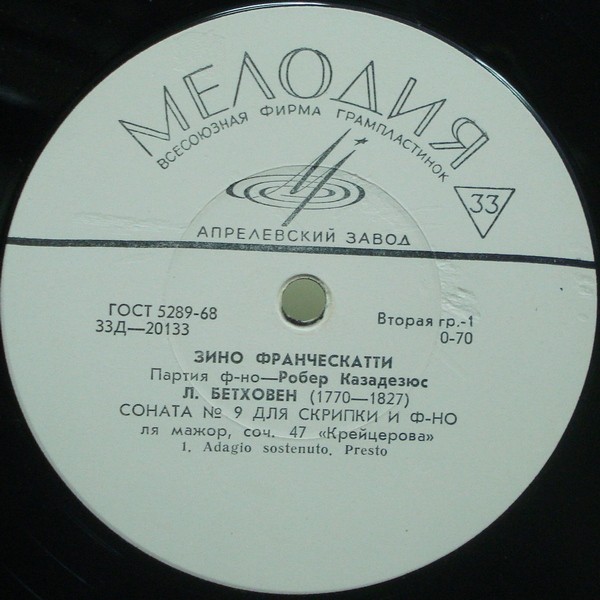 МЕЛОДИЯ
ВСЕСОЮЗНАЯ ФИРМА ГРАМПЛАСТИНОК
33
АПРЕЛЕВСКИЙ ЗАВОД
ГОСТ 5289-68
33Д—20133
Вторая гр.-1
0-70
ЗИНО ФРАНЧЕСКАТТИ
Партия ф-но—Робер Казадезюс
Л. БЕТХОВЕН (1770—1827)
СОНАТА № 9 ДЛЯ СКРИПКИ И Ф-НО
ля мажор, соч. 47 «Крейцерова»
1. Adagio sostenuto, Presto